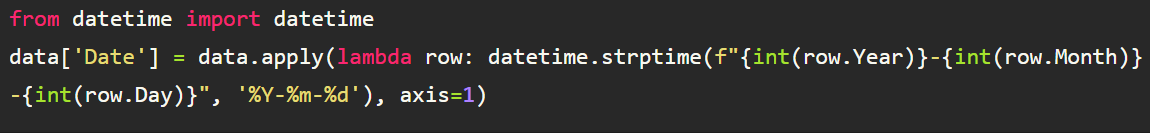 from datetime import datetime
data['Date'] = data.apply(lambda row: datetime.strptime(f"{int(row.Year)}-{int(row.Month)}
-{int(row.Day)}", '%Y-%m-%d'), axis=1)